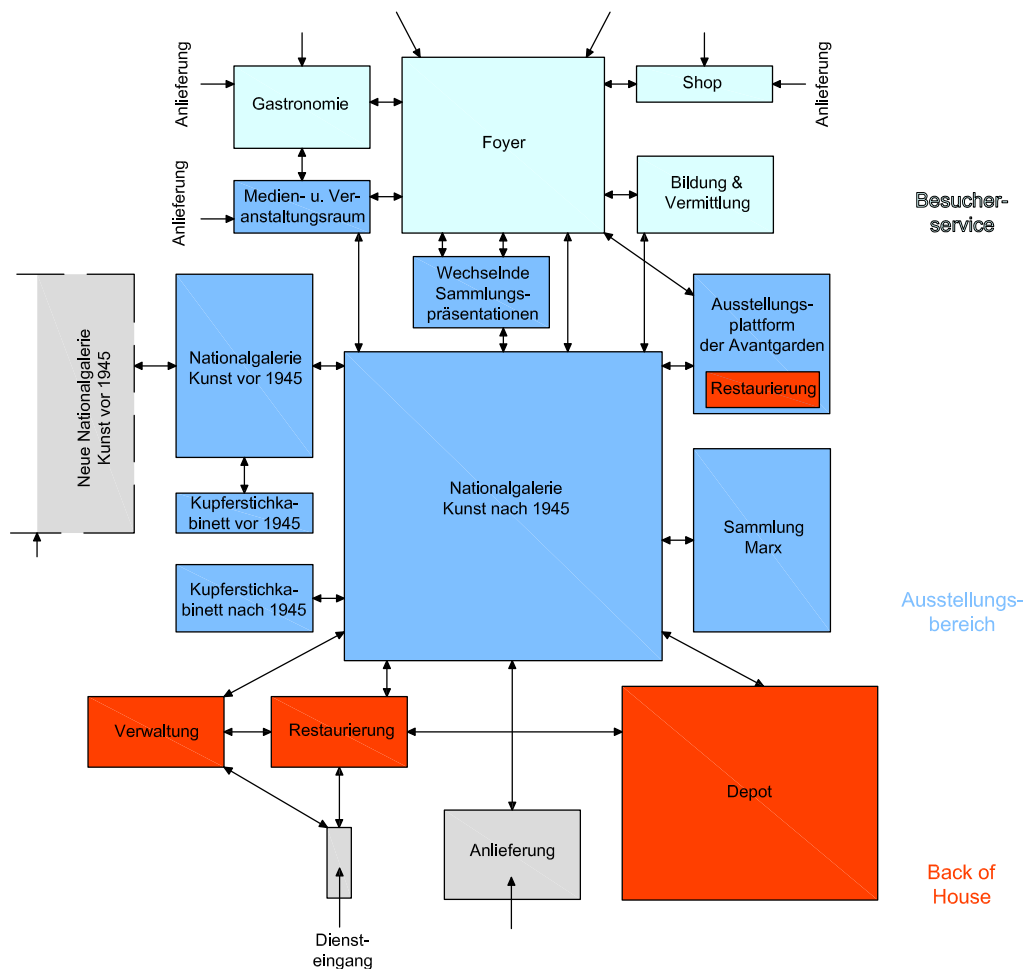 Anlieferung
Gastronomie
Foyer
Shop
Anlieferung
Anlieferung
Medien- u. Ver-
anstaltungsraum
Bildung &
Vermittlung
Besucher-
service
Neue Nationalgalerie
Kunst vor 1945
Nationalgalerie
Kunst vor 1945
Wechselnde
Sammlungs-
präsentationen
Ausstellungs-
plattform
der Avantgarden
Restaurierung
Kupferstichka-
binett vor 1945
Nationalgalerie
Kunst nach 1945
Sammlung
Marx
Kupferstichka-
binett nach 1945
Ausstellungs-
bereich
Verwaltung
Restaurierung
Depot
Anlieferung
Back of
House
Dienst-
eingang